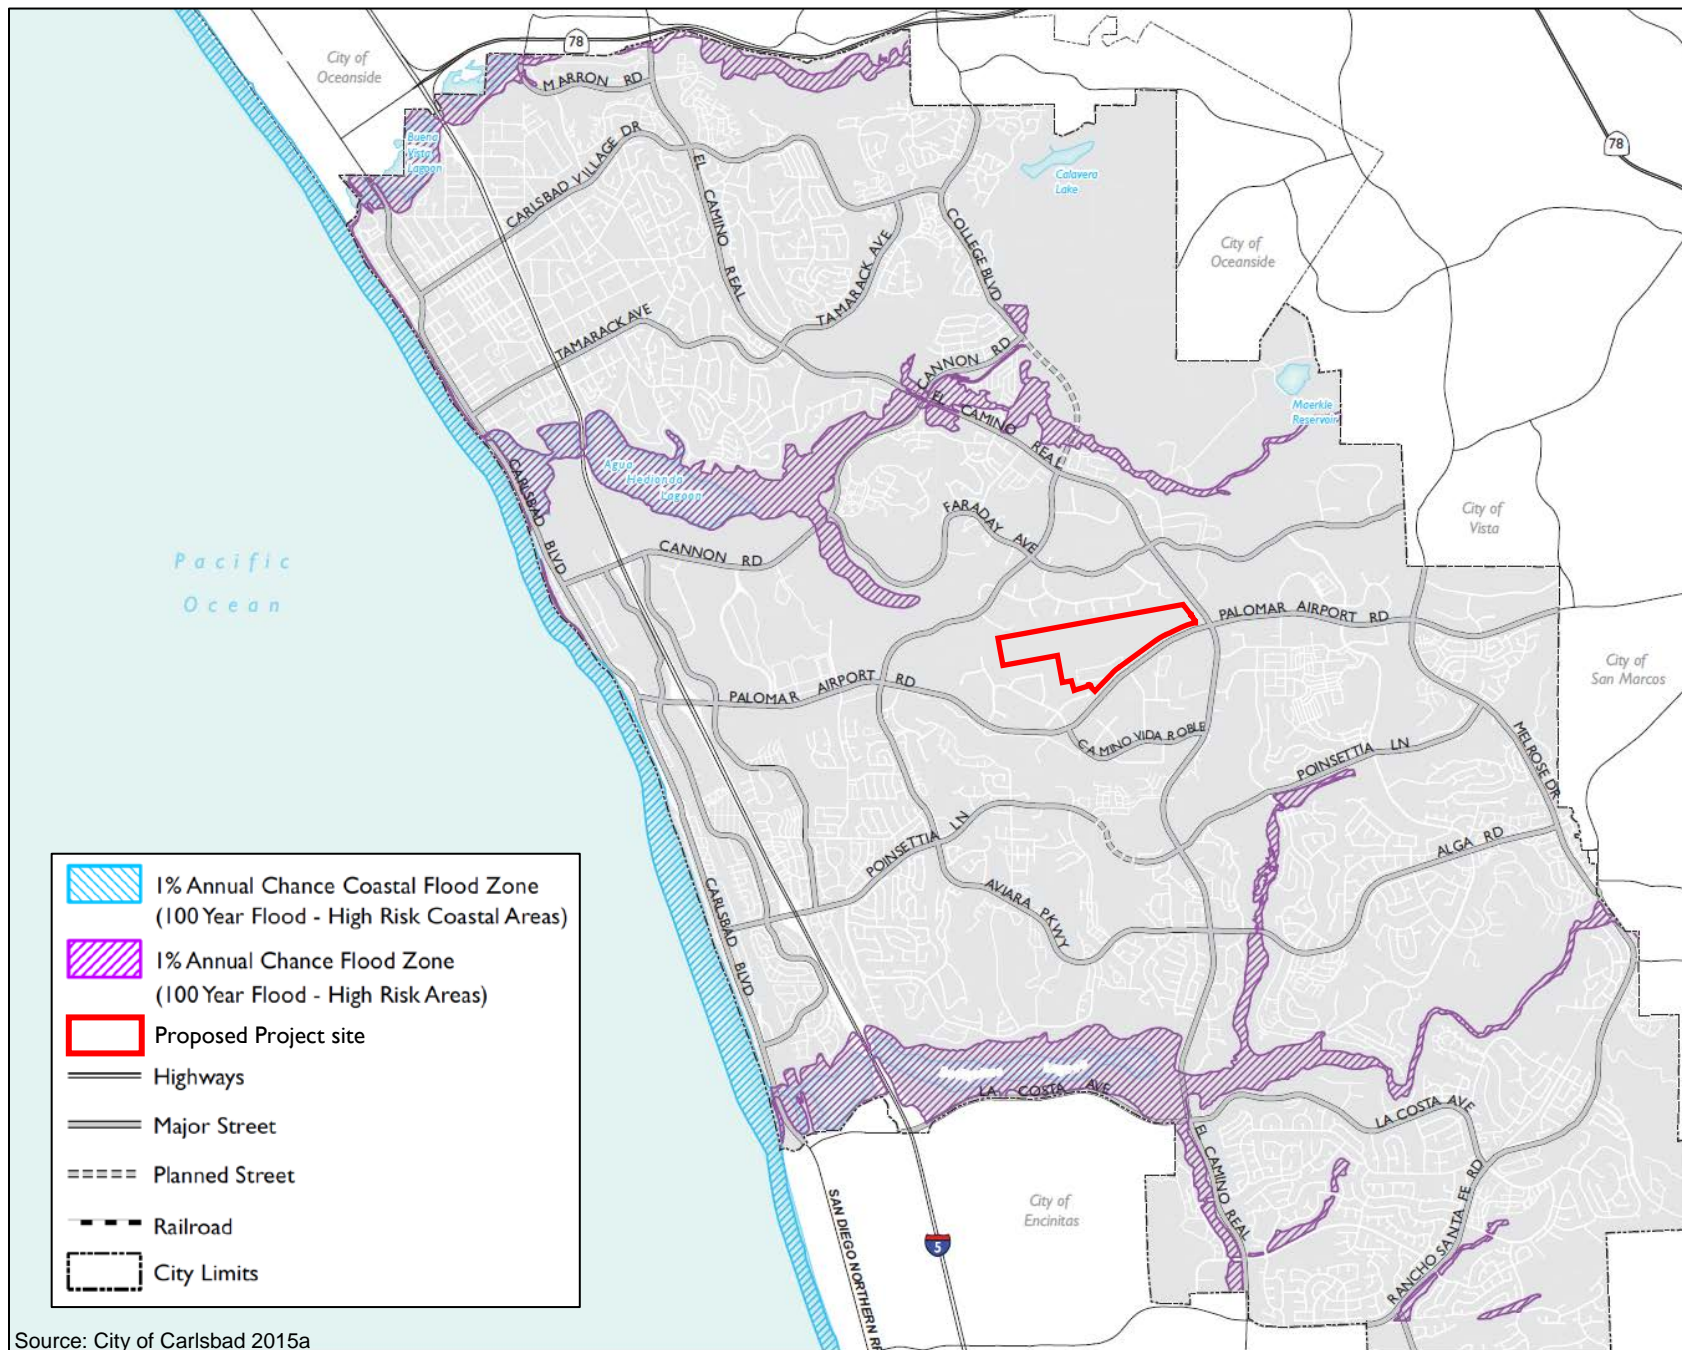 78
City of
Oceanside
MARRON RD
Buena
Vista
Lagoon
CARLSBAD VILLAGE DR
EL CAMINO REAL
Calavera
Lake
78
COLLEGE BLVD
TAMARACK AVE
City of
Oceanside
TAMARACK AVE
CANNON RD
EL CAMINO REAL
Maerkle
Reservoir
Agua
Hedionda
Lagoon
CARLSBAD BLVD
FARADAY AVE
City of
Vista
CANNON RD
Pacific
Ocean
PALOMAR AIRPORT RD
City of
San Marcos
PALOMAR AIRPORT RD
CAMINO VIDA ROBLE
POINSETTIA LN
MELROSE DR
POINSETTIA LN
ALGA RD
AVIARA PKWY
CARLSBAD BLVD
LA COSTA AVE
LA COSTA AVE
EL CAMINO REAL
RANCHO SANTA FE RD
City of
Encinitas
SAN DIEGO NORTHERN RR
5
1% Annual Chance Coastal Flood Zone
(100 Year Flood - High Risk Coastal Areas)
1% Annual Chance Flood Zone
(100 Year Flood - High Risk Areas)
Proposed Project site
Highways
Major Street
Planned Street
Railroad
City Limits
Source: City of Carlsbad 2015a